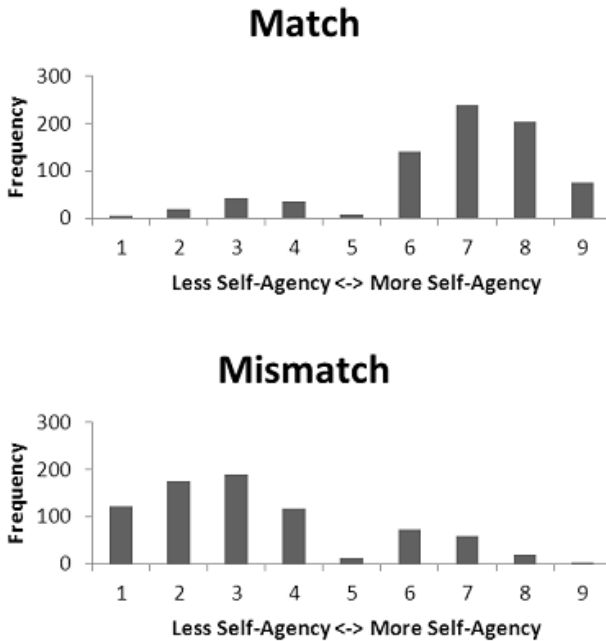 Match
300
200
100
0
Frequency
1 2 3 4 5 6 7 8 9
Less Self-Agency <-> More Self-Agency
Mismatch
300
200
100
0
Frequency
1 2 3 4 5 6 7 8 9
Less Self-Agency <-> More Self-Agency